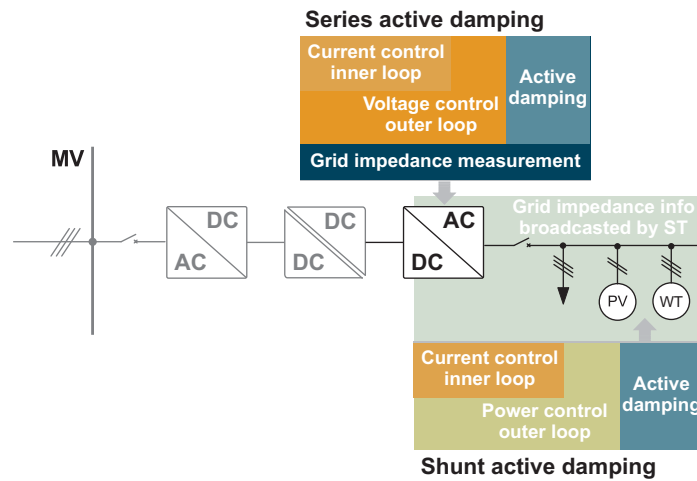 Series active damping
Current control
inner loop
Voltage control
outer loop
Active
damping
Grid impedance measurement
MV
DC
AC
DC
DC
AC
DC
Grid impedance info
broadcasted by ST
PV
WT
Current control
inner loop
Power control
outer loop
Active
damping
Shunt active damping